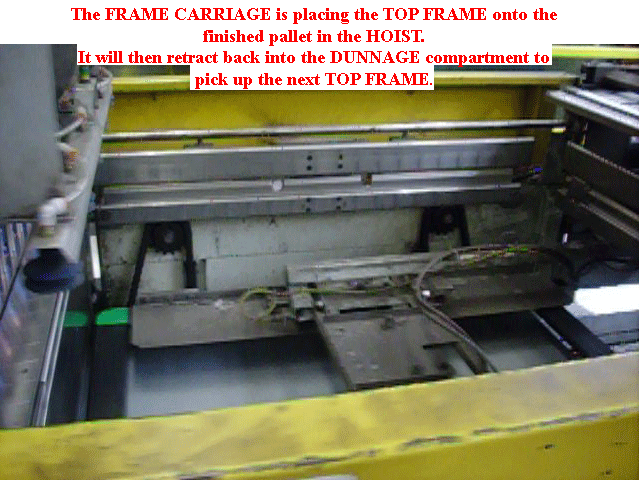 The FRAME CARRIAGE is placing the TOP FRAME onto the
finished pallet in the HOIST.
It will then retract back into the DUNNAGE compartment to
pick up the next TOP FRAME.